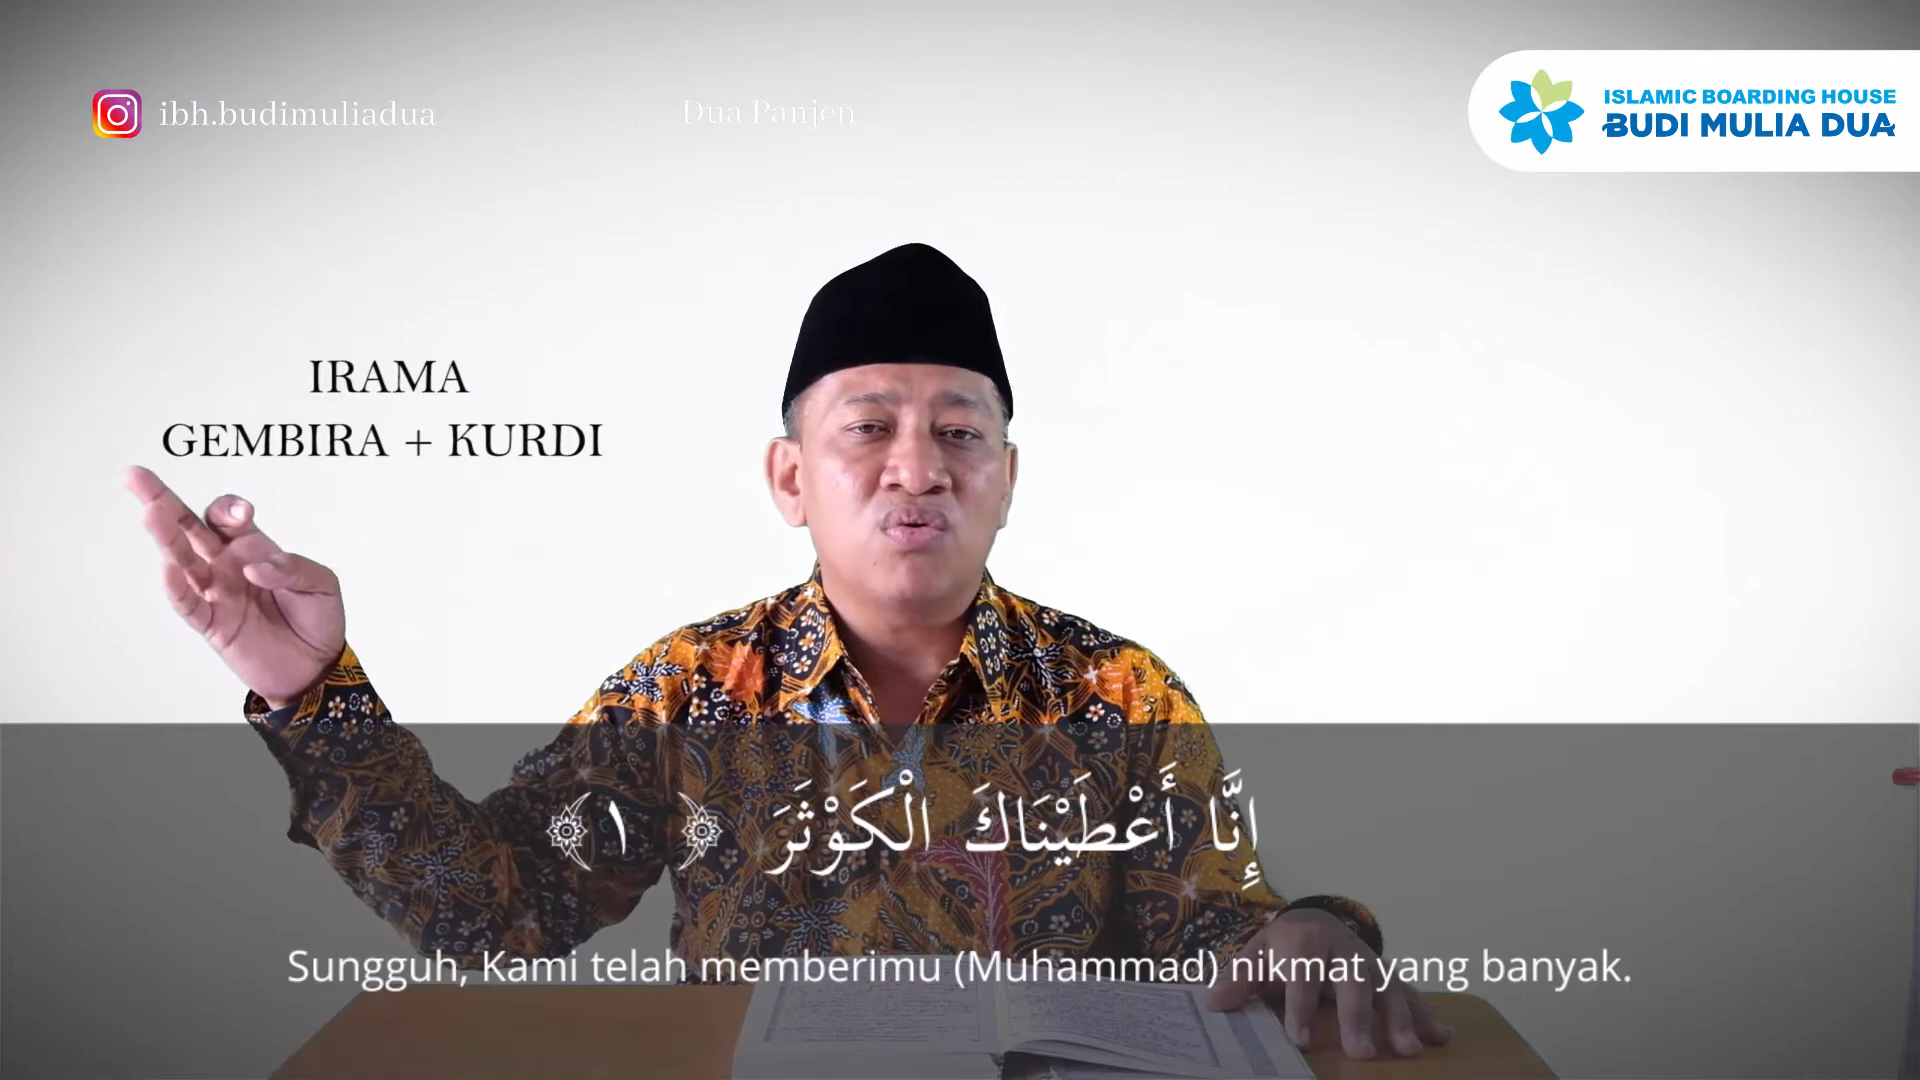 ibh.budimuliadua
Dua Panjen
ISLAMIC BOARDING HOUSE
BUDI MULIA DUA
IRAMA
GEMBIRA + KURDI
إِنَّا أَعْطَيْنَاكَ الْكَوْثَرَ ﴿١﴾
Sungguh, Kami telah memberimu (Muhammad) nikmat yang banyak.